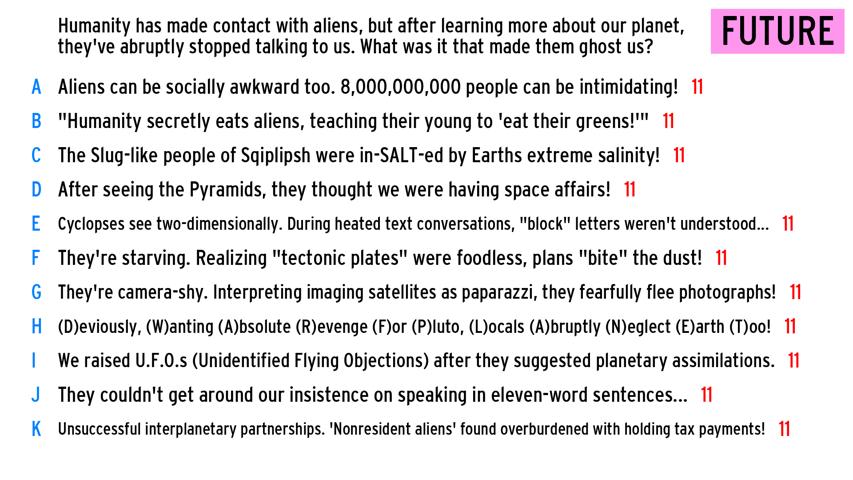 Humanity has made contact with aliens, but after learning more about our planet,
they've abruptly stopped talking to us. What was it that made them ghost us?
FUTURE
A Aliens can be socially awkward too. 8,000,000,000 people can be intimidating! 11
B "Humanity secretly eats aliens, teaching their young to 'eat their greens!'" 11
C The Slug-like people of Sqiplipsh were in-SALT-ed by Earths extreme salinity! 11
D After seeing the Pyramids, they thought we were having space affairs! 11
E Cyclopses see two-dimensionally. During heated text conversations, "block" letters weren't understood... 11
F They're starving. Realizing "tectonic plates" were foodless, plans "bite" the dust! 11
G They're camera-shy. Interpreting imaging satellites as paparazzi, they fearfully flee photographs! 11
H (D)eviously, (W)anting (A)bsolute (R)evenge (F)or (P)luto, (L)ocals (A)bruptly (N)eglect (E)arth (T)oo! 11
I We raised U.F.O.s (Unidentified Flying Objections) after they suggested planetary assimilations. 11
J They couldn't get around our insistence on speaking in eleven-word sentences... 11
K Unsuccessful interplanetary partnerships. 'Nonresident aliens' found overburdened with holding tax payments! 11